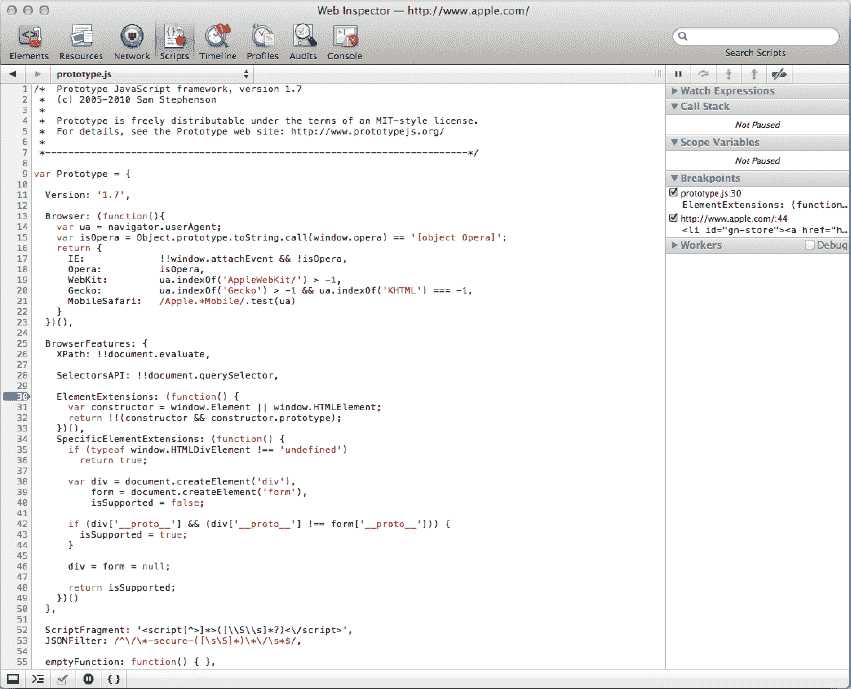 Web Inspector — http://www.apple.com/
Elements Resources Network Scripts Timeline Profiles Audits Console
Search Scripts
prototype.js
1 /*  Prototype JavaScript framework, version 1.7
2  *  (c) 2005-2010 Sam Stephenson
3  *
4  *  Prototype is freely distributable under the terms of an MIT-style license.
5  *  For details, see the Prototype web site: http://www.prototypejs.org/
6  *
7  *--------------------------------------------------------------------------*/
8
9 var Prototype = {
10
11   Version: '1.7',
12
13   Browser: (function(){
14     var ua = navigator.userAgent;
15     var isOpera = Object.prototype.toString.call(window.opera) == '[object Opera]';
16     return {
17       IE:             !!window.attachEvent && !isOpera,
18       Opera:          isOpera,
19       WebKit:         ua.indexOf('AppleWebKit/') > -1,
20       Gecko:          ua.indexOf('Gecko') > -1 && ua.indexOf('KHTML') === -1,
21       MobileSafari:   /Apple.*Mobile/.test(ua)
22     }
23   })(),
24
25   BrowserFeatures: {
26     XPath: !!document.evaluate,
27
28     SelectorsAPI: !!document.querySelector,
29
30     ElementExtensions: (function() {
31       var constructor = window.Element || window.HTMLElement;
32       return !!(constructor && constructor.prototype);
33     })(),
34     SpecificElementExtensions: (function() {
35       if (typeof window.HTMLDivElement !== 'undefined')
36         return true;
37
38       var div = document.createElement('div'),
39           form = document.createElement('form'),
40           isSupported = false;
41
42       if (div['__proto__'] && (div['__proto__'] !== form['__proto__'])) {
43         isSupported = true;
44       }
45
46       div = form = null;
47
48       return isSupported;
49     })()
50   },
51
52   ScriptFragment: '<script[^>]*>([\\S\\s]*?)<\/script>',
53   JSONFilter: /^\/\*-secure-([\s\S]*)\*\/\s*$/,
54
55   emptyFunction: function() { },
Watch Expressions
Call Stack
Not Paused
Scope Variables
Not Paused
Breakpoints
prototype.js:30
ElementExtensions: (function...
http://www.apple.com/:44
<li id="gn-store"><a href="h...
Workers Debug